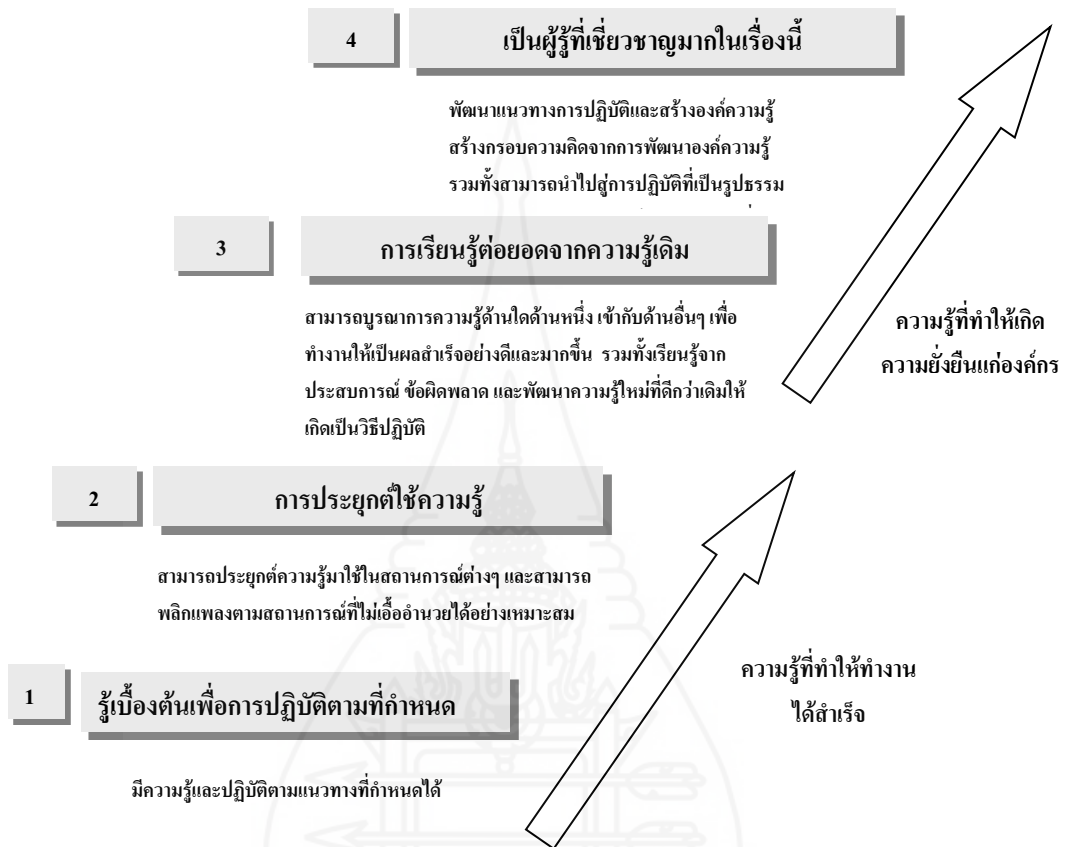 4
เป็นผู้รู้ที่เชี่ยวชาญมากในเรื่องนี้
พัฒนาแนวทางการปฏิบัติและสร้างองค์ความรู้
สร้างกรอบความคิดจากการพัฒนาองค์ความรู้
รวมทั้งสามารถนำไปสู่การปฏิบัติที่เป็นรูปธรรม
3
การเรียนรู้ต่อยอดจากความรู้เดิม
สามารถบูรณาการความรู้ด้านใดด้านหนึ่ง เข้ากับด้านอื่นๆ เพื่อ
ทำงานให้เป็นผลสำเร็จอย่างดีและมากขึ้น รวมทั้งเรียนรู้จาก
ประสบการณ์ ข้อผิดพลาด และพัฒนาความรู้ใหม่ที่ดีกว่าเดิมให้
เกิดเป็นวิธีปฏิบัติ
ความรู้ที่ทำให้เกิด
ความยั่งยืนแก่องค์กร
2
การประยุกต์ใช้ความรู้
สามารถประยุกต์ความรู้มาใช้ในสถานการณ์ต่างๆ และสามารถ
พลิกแพลงตามสถานการณ์ที่ไม่เอื้ออำนวยได้อย่างเหมาะสม
1
รู้เบื้องต้นเพื่อการปฏิบัติตามที่กำหนด
มีความรู้และปฏิบัติตามแนวทางที่กำหนดได้
ความรู้ที่ทำให้ทำงาน
ได้สำเร็จ